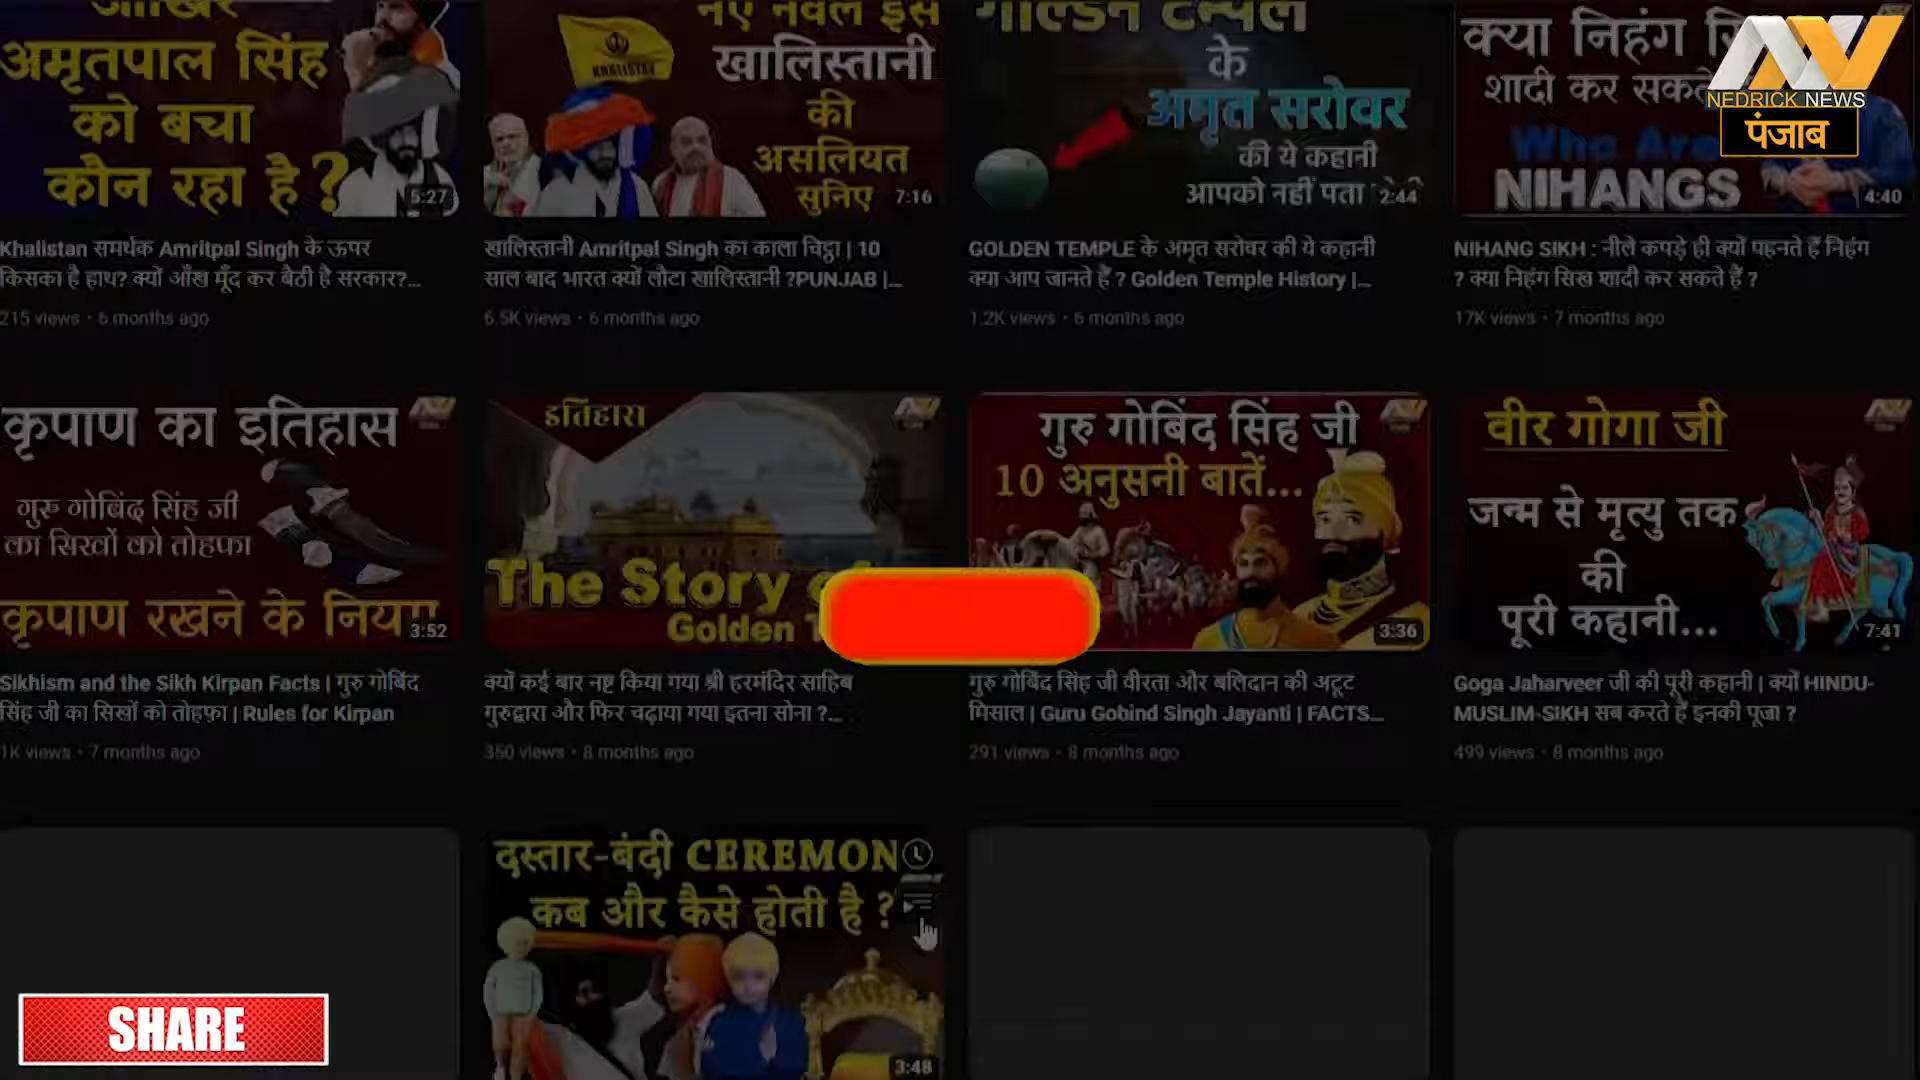 अमृतपाल सिंह
को बचा
कौन रहा है ?
5:27
KHALISTAN
खालिस्तानी
की
असलियत
सुनिए
7:16
गोल्डन टेम्पल
के
अमृत सरोवर
की ये कहानी
आपको नहीं पता
2:44
क्या निहंग
शादी कर सकते
Who Are
NIHANGS
4:40
NEDRICK NEWS
पंजाब
Khalistan समर्थक Amritpal Singh के ऊपर
किसका है हाथ? क्यों आँख मूँद कर बैठी है सरकार?...
215 views • 6 months ago
खालिस्तानी Amritpal Singh का काला चिट्ठा | 10
साल बाद भारत क्यों लौटा खालिस्तानी ?PUNJAB |...
6.5K views • 6 months ago
GOLDEN TEMPLE के अमृत सरोवर की ये कहानी
क्या आप जानते हैं ? Golden Temple History |...
1.2K views • 6 months ago
NIHANG SIKH : नीले कपड़े ही क्यों पहनते हैं निहंग
? क्या निहंग सिख शादी कर सकते हैं ?
17K views • 7 months ago
कृपाण का इतिहास
गुरु गोबिंद सिंह जी
का सिखों को तोहफा
कृपाण रखने के नियम
3:52
इतिहास
The Story
Golden
गुरु गोबिंद सिंह जी
10 अनुसनी बातें...
3:36
वीर गोगा जी
जन्म से मृत्यु तक
की
पूरी कहानी...
7:41
Sikhism and the Sikh Kirpan Facts | गुरु गोबिंद
सिंह जी का सिखों को तोहफ़ा | Rules for Kirpan
1K views • 7 months ago
क्यों कई बार नष्ट किया गया श्री हरमंदिर साहिब
गुरुद्वारा और फिर चढ़ाया गया इतना सोना ?...
350 views • 8 months ago
गुरु गोबिंद सिंह जी वीरता और बलिदान की अटूट
मिसाल | Guru Gobind Singh Jayanti | FACTS...
291 views • 8 months ago
Goga Jaharveer जी की पूरी कहानी | क्यों HINDU-
MUSLIM-SIKH सब करते हैं इनकी पूजा ?
499 views • 8 months ago
दस्तार-बंदी CEREMON
कब और कैसे होती है ?
3:48
SHARE